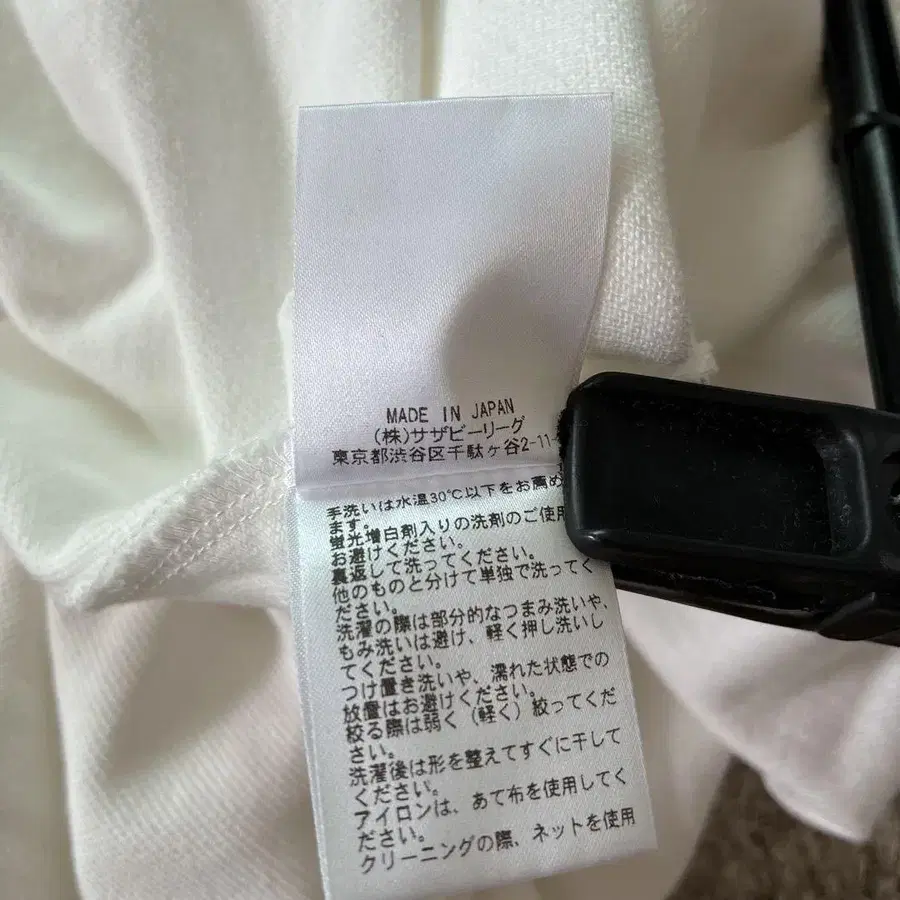 MADE IN JAPAN
(株)サザビーリーグ
東京都渋谷区千駄ヶ谷2-11-
手洗いは水温30℃以下をお薦め
ます。
蛍光増白剤入りの洗剤のご使用
お避けください。
裏返して洗ってください。
他のものと分けて単独で洗ってく
ださい。
洗濯の際は部分的なつまみ洗いや、
もみ洗いは避け、軽く押し洗いし
てください。
つけ置き洗いや、濡れた状態での
放置はお避けください。
絞る際は弱く（軽く）絞ってくだ
さい。
洗濯後は形を整えてすぐに干して
ください。
アイロンは、あて布を使用してく
ださい。
クリーニングの際、ネットを使用